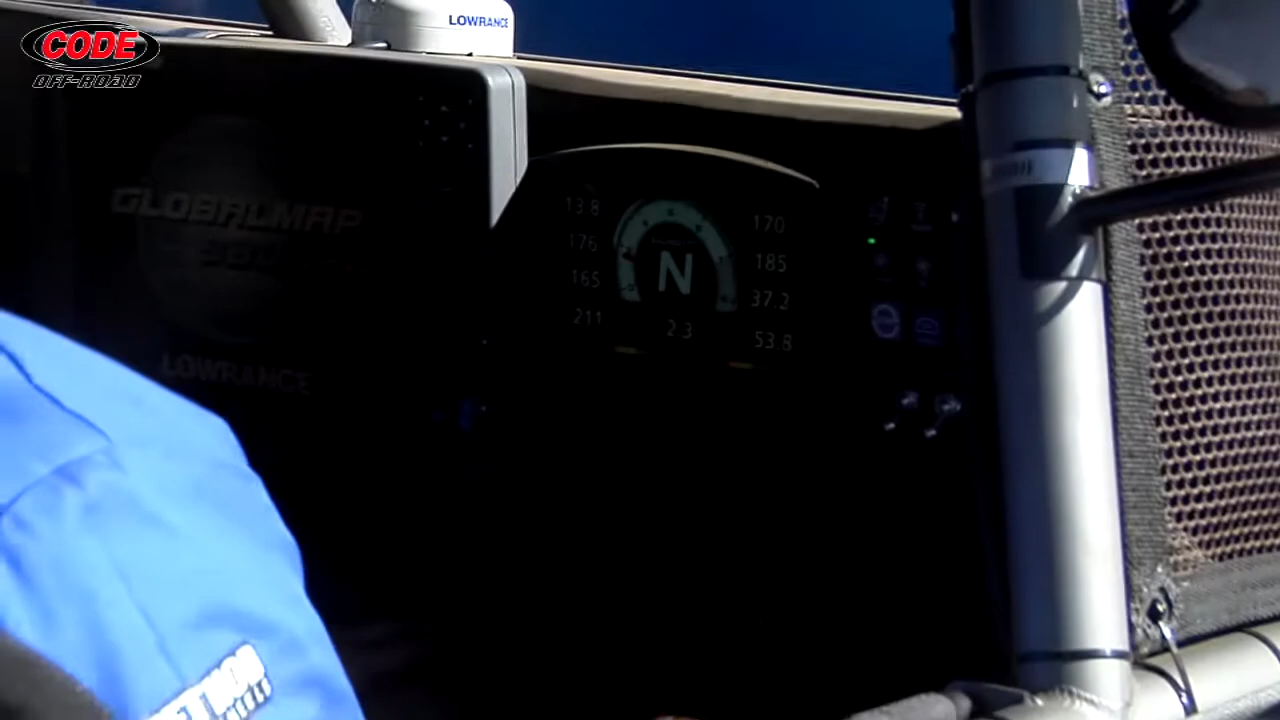 CODE
OFF-ROAD
LOWRANCE
GLOBALMAP
LOWRANCE
13.8
176
165
211
N
2.3
170
185
37.2
53.8